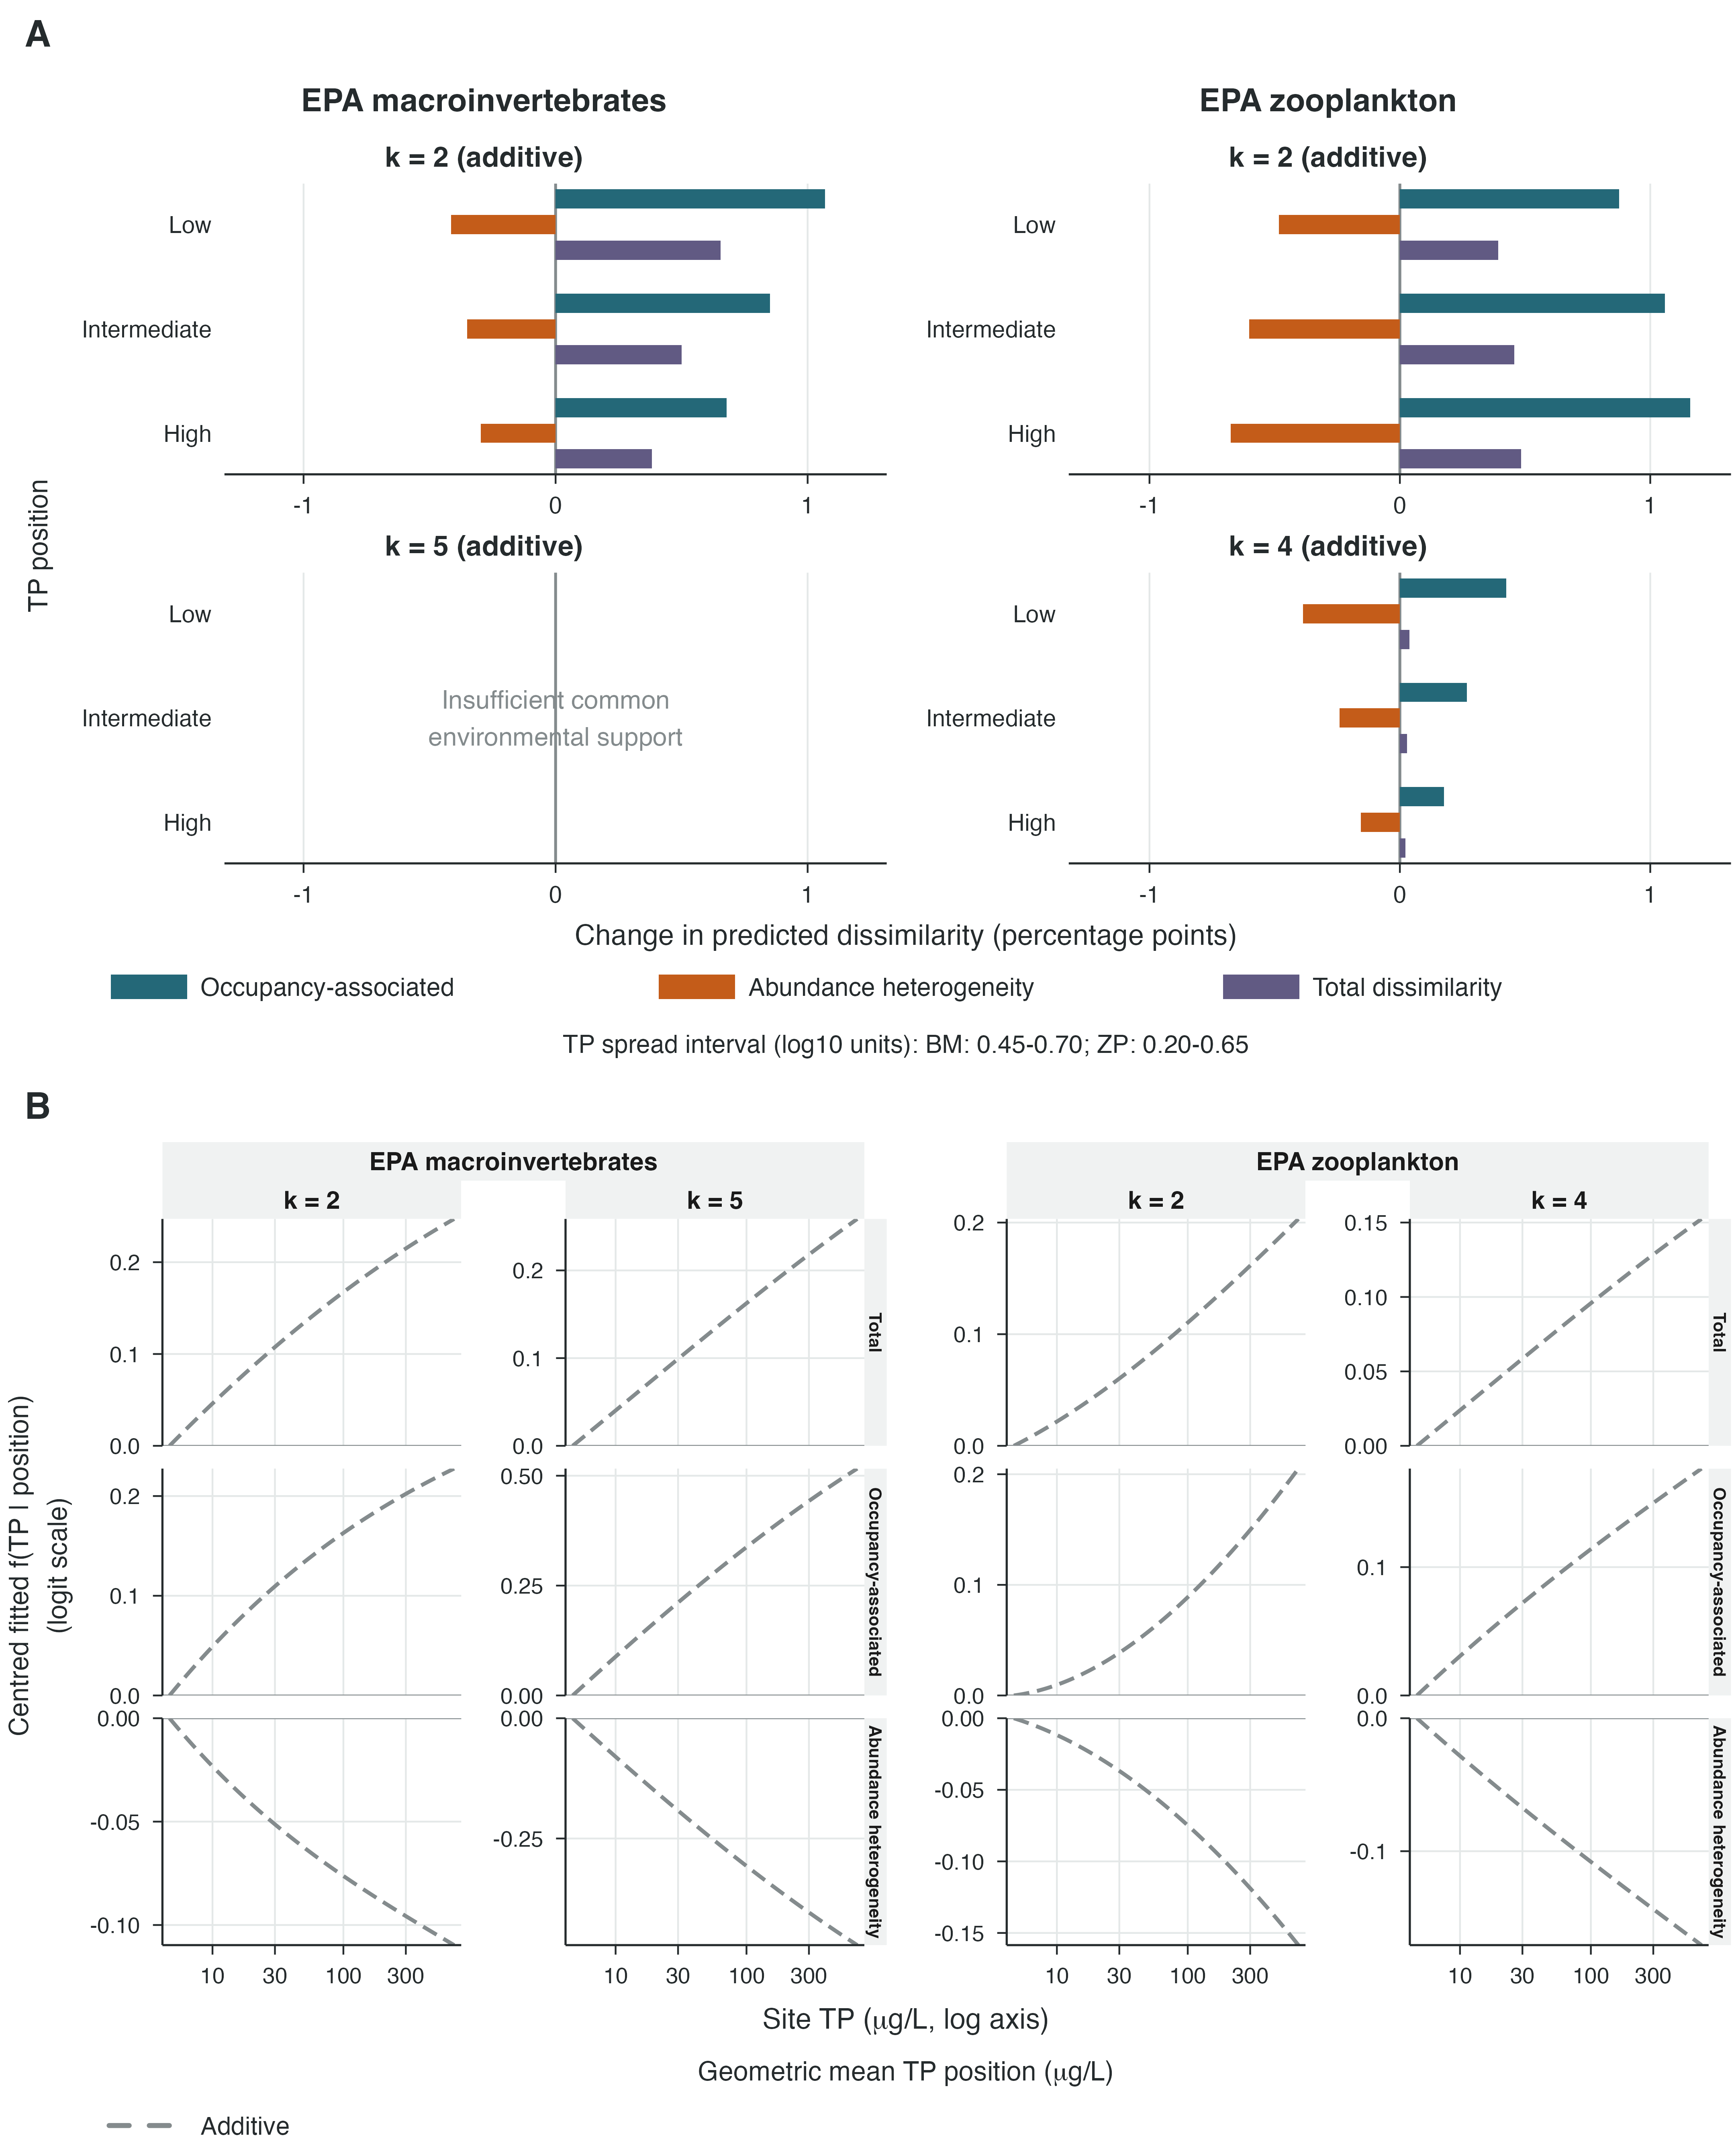 A
EPA macroinvertebrates
EPA zooplankton
k = 2 (additive)
k = 2 (additive)
Low
Intermediate
High
-1 0 1
Low
Intermediate
High
-1 0 1
TP position
k = 5 (additive)
k = 4 (additive)
Low
Intermediate
High
Insufficient common
environmental support
-1 0 1
Low
Intermediate
High
-1 0 1
Change in predicted dissimilarity (percentage points)
Occupancy-associated
Abundance heterogeneity
Total dissimilarity
TP spread interval (log10 units): BM: 0.45-0.70; ZP: 0.20-0.65
B
EPA macroinvertebrates
EPA zooplankton
k = 2
k = 5
k = 2
k = 4
Centred fitted f(TP | position)
(logit scale)
0.2
0.1
0.0
0.2
0.1
0.0
Total
0.2
0.1
0.0
0.15
0.10
0.05
0.00
Total
0.2
0.1
0.0
0.50
0.25
0.00
Occupancy-associated
0.2
0.1
0.0
0.1
0.0
Occupancy-associated
0.00
-0.05
-0.10
0.00
-0.25
Abundance heterogeneity
0.00
-0.05
-0.10
-0.15
0.0
-0.1
Abundance heterogeneity
10 30 100 300
10 30 100 300
10 30 100 300
10 30 100 300
Site TP (μg/L, log axis)
Geometric mean TP position (μg/L)
Additive